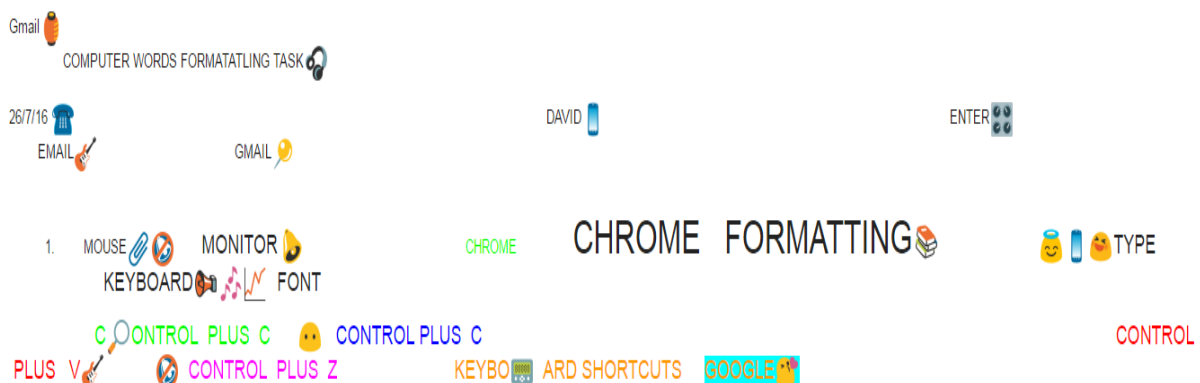 Gmail
COMPUTER WORDS FORMATATLING TASK
26/7/16 DAVID ENTER
EMAIL GMAIL
1. MOUSE MONITOR CHROME CHROME FORMATTING TYPE
KEYBOARD FONT
C ONTROL PLUS C CONTROL PLUS C CONTROL
PLUS V CONTROL PLUS Z KEYBO ARD SHORTCUTS GOOGLE